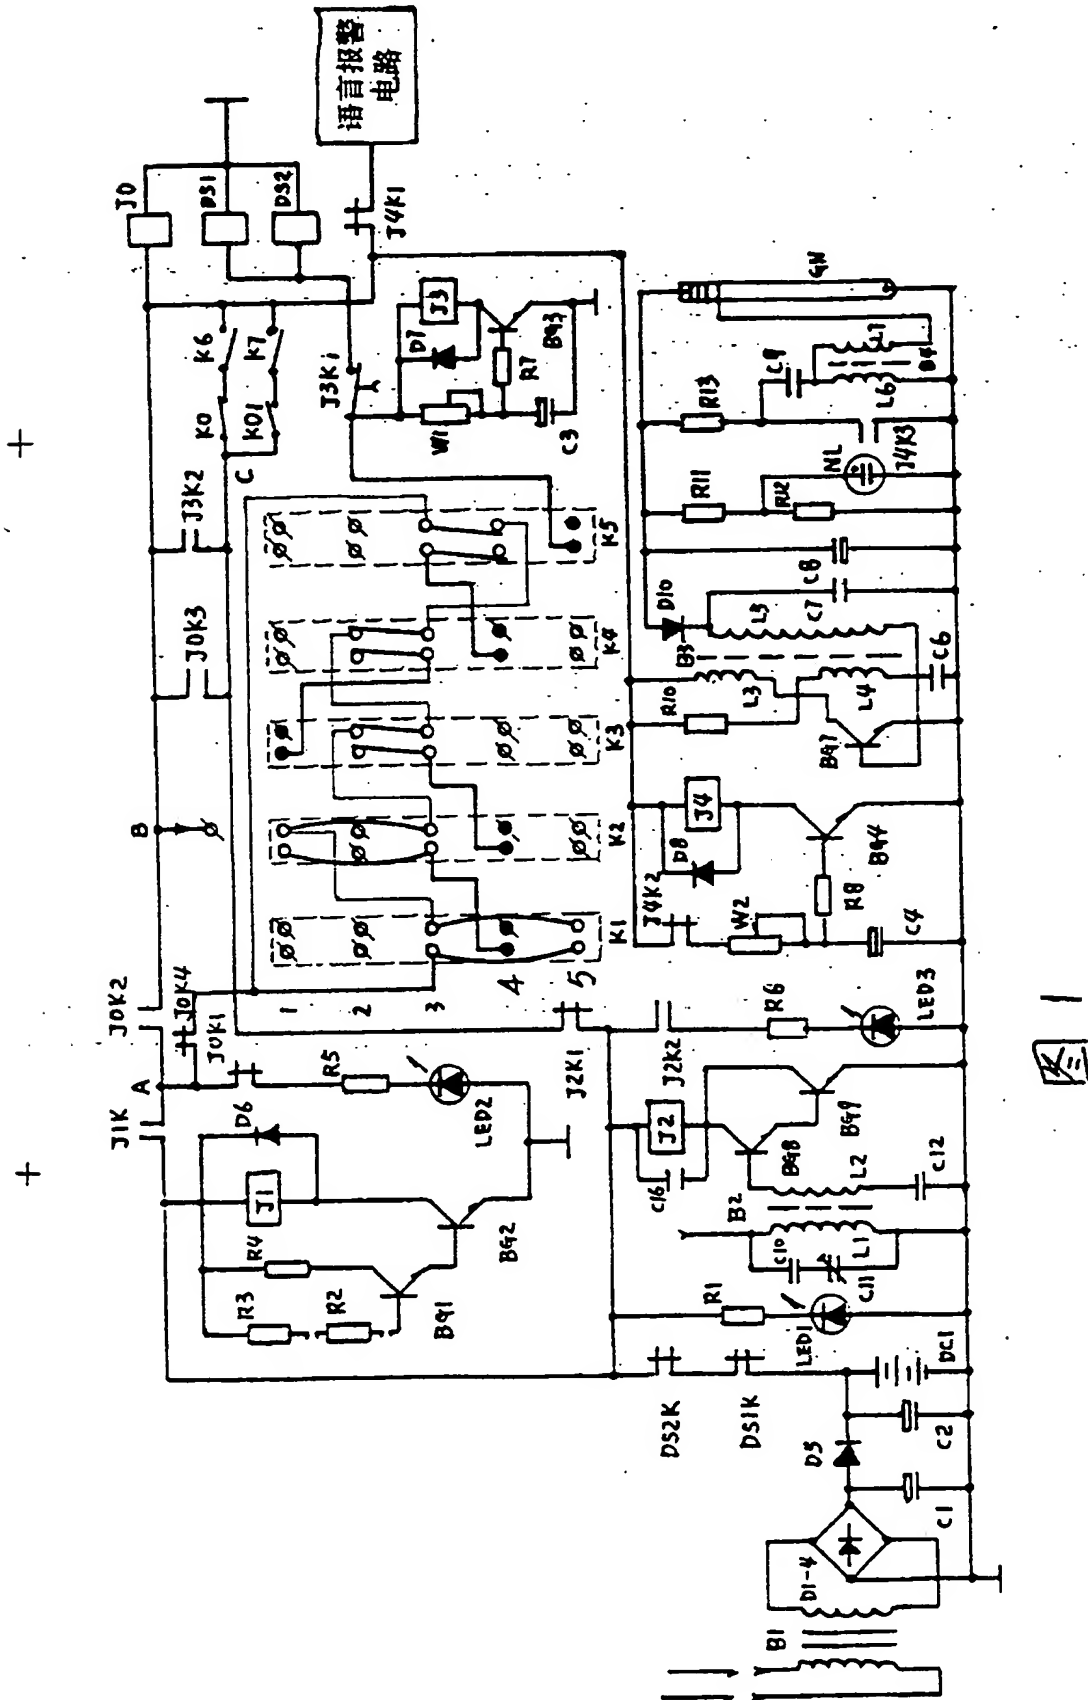 语言报警
电路
J0
DS1
DS2
J4K1
K6
K7
K0
K01
C
J3K2
J0K3
B
J0K2
J0K4
J0K1
A
J1K
D6
J1
R4
R3
R2
BG1
BG2
R5
LED2
J3K1
D7
J3
W1
R7
BG3
C3
K5
K4
K3
K2
K1
1
2
3
4
5
J2K1
J2K2
R6
LED3
J2
C16
BG8
BG9
B2
L2
C12
C10
L1
C11
R1
LED1
DS2K
DS1K
DC1
D5
C2
C1
D1-4
B1
J4K2
W2
R8
C4
D8
J4
BG4
R10
L3
L4
BG7
C6
B3
D10
L5
C7
C8
R11
R12
NL
J4K3
R13
C9
L6
L7
B4
GN
图1